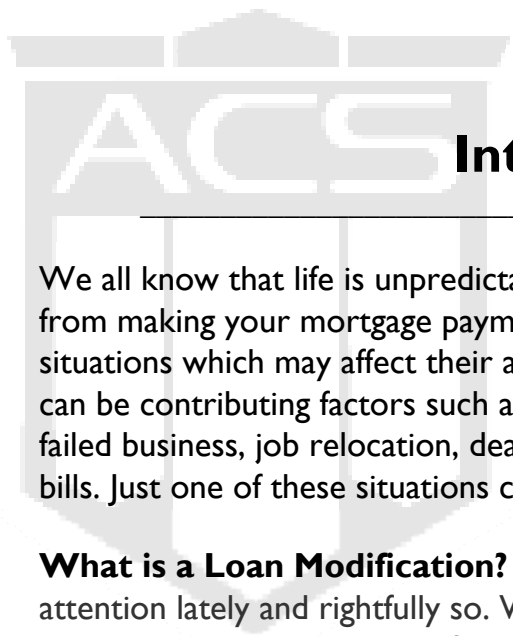 ACS
Int
We all know that life is unpredicta
from making your mortgage paym
situations which may affect their a
can be contributing factors such a
failed business, job relocation, dea
bills. Just one of these situations c
What is a Loan Modification?
attention lately and rightfully so. V